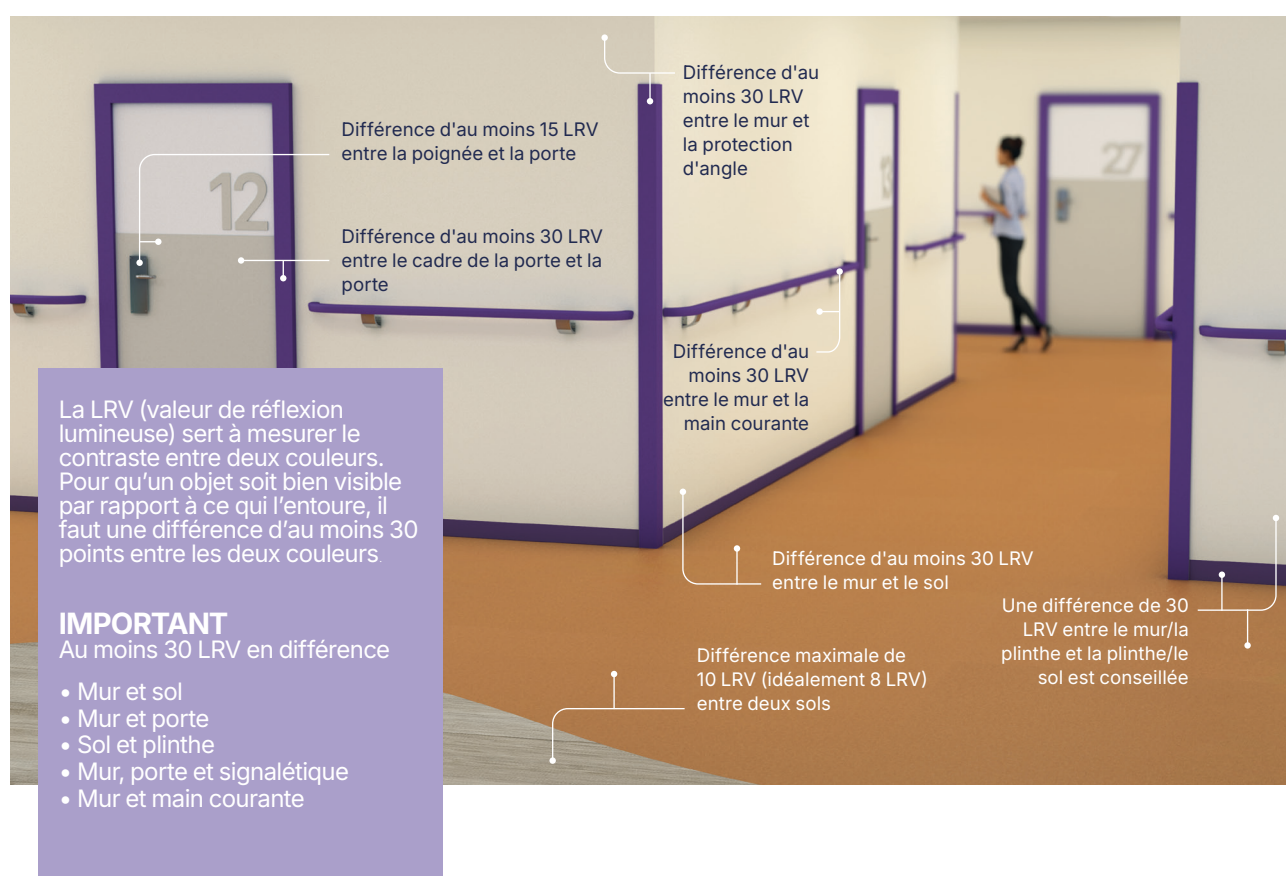 Différence d'au moins 15 LRV
entre la poignée et la porte
Différence d'au moins 30 LRV
entre le cadre de la porte et la
porte
Différence d'au
moins 30 LRV
entre le mur et
la protection
d'angle
12
13
27
Différence d'au
moins 30 LRV
entre le mur et la
main courante
La LRV (valeur de réflexion
lumineuse) sert à mesurer le
contraste entre deux couleurs.
Pour qu’un objet soit bien visible
par rapport à ce qui l’entoure, il
faut une différence d’au moins 30
points entre les deux couleurs.
IMPORTANT
Au moins 30 LRV en différence
• Mur et sol
• Mur et porte
• Sol et plinthe
• Mur, porte et signalétique
• Mur et main courante
Différence d'au moins 30 LRV
entre le mur et le sol
Une différence de 30
LRV entre le mur/la
plinthe et la plinthe/le
sol est conseillée
Différence maximale de
10 LRV (idéalement 8 LRV)
entre deux sols